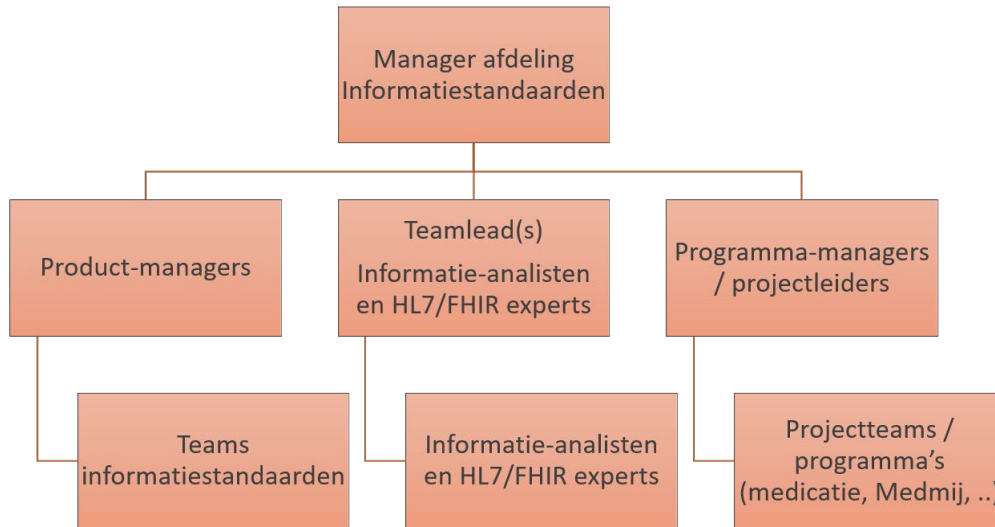 Manager afdeling
Informatiestandaarden
Product-managers
Teamlead(s)
Informatie-analisten
en HL7/FHIR experts
Programma-managers
/ projectleiders
Teams
informatiestandaarden
Informatie-analisten
en HL7/FHIR experts
Projectteams /
programma's
(medicatie, Medmij, ..)